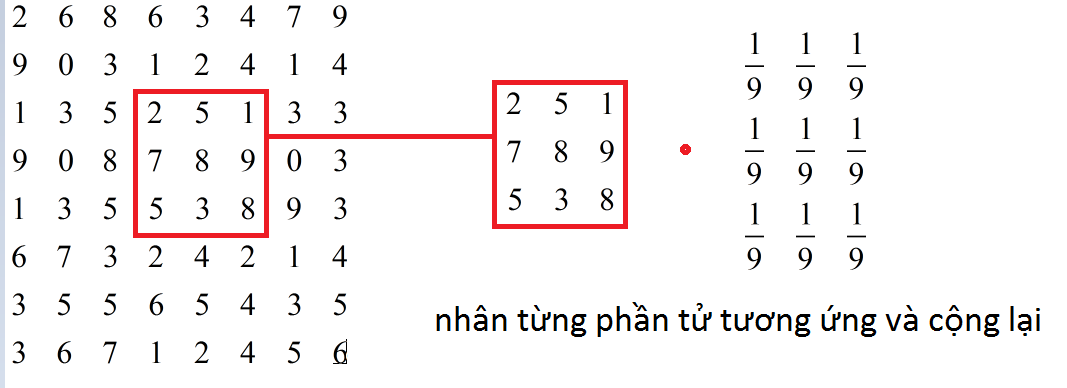 2 6 8 6 3 4 7 9
9 0 3 1 2 4 1 4
1 3 5 2 5 1 3 3
9 0 8 7 8 9 0 3
1 3 5 5 3 8 9 3
6 7 3 2 4 2 1 4
3 5 5 6 5 4 3 5
3 6 7 1 2 4 5 6
2 5 1
7 8 9
5 3 8
1/9 1/9 1/9
1/9 1/9 1/9
1/9 1/9 1/9
nhân từng phần tử tương ứng và cộng lại